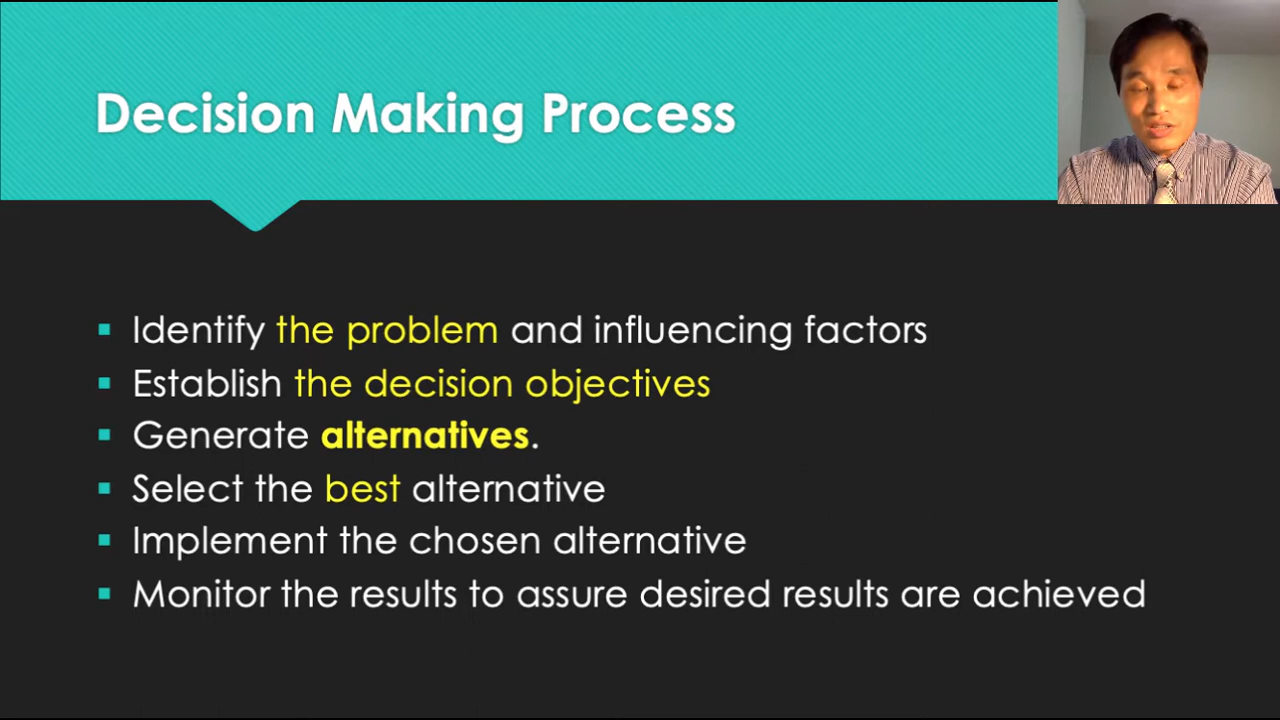 Decision Making Process
Identify the problem and influencing factors
Establish the decision objectives
Generate alternatives.
Select the best alternative
Implement the chosen alternative
Monitor the results to assure desired results are achieved